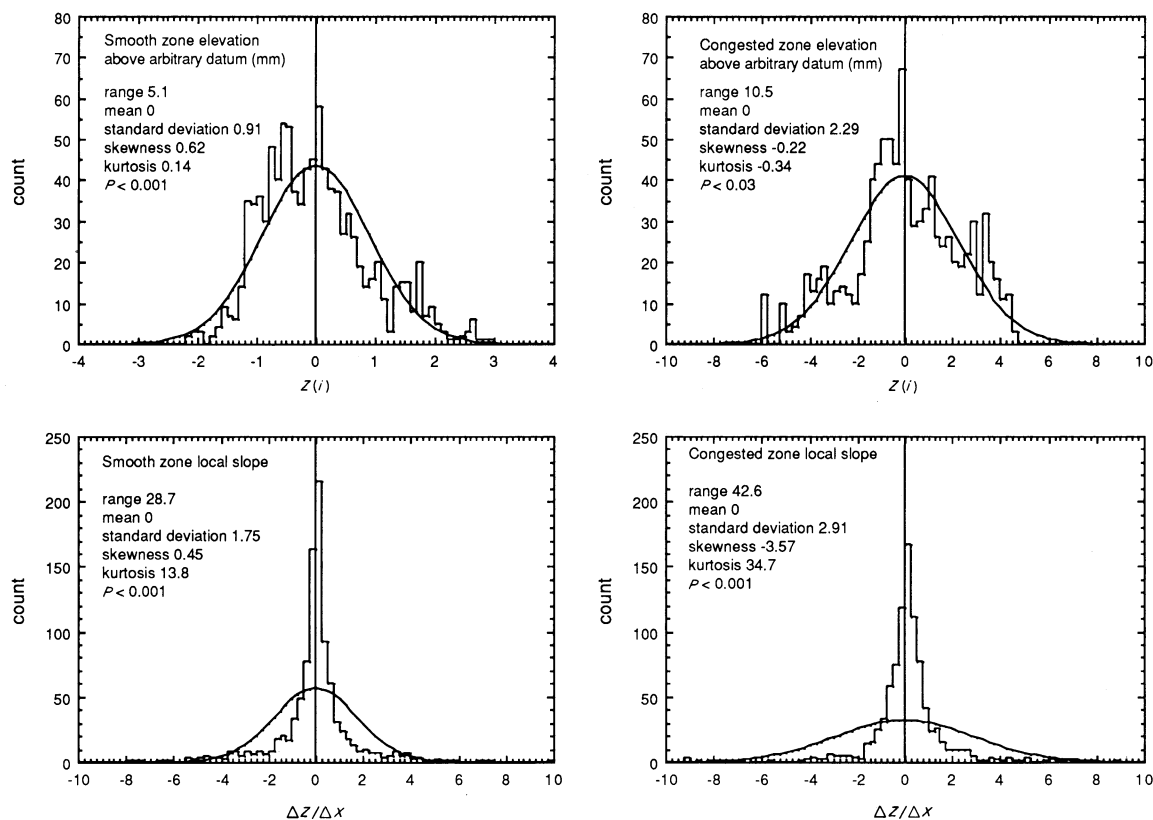 Smooth zone elevation
above arbitrary datum (mm)
range 5.1
mean 0
standard deviation 0.91
skewness 0.62
kurtosis 0.14
P < 0.001
count
80
70
60
50
40
30
20
10
0
-4 -3 -2 -1 0 1 2 3 4
Z(i)
Congested zone elevation
above arbitrary datum (mm)
range 10.5
mean 0
standard deviation 2.29
skewness -0.22
kurtosis -0.34
P < 0.03
count
80
70
60
50
40
30
20
10
0
-10 -8 -6 -4 -2 0 2 4 6 8 10
Z(i)
Smooth zone local slope
range 28.7
mean 0
standard deviation 1.75
skewness 0.45
kurtosis 13.8
P < 0.001
count
250
200
150
100
50
0
-10 -8 -6 -4 -2 0 2 4 6 8 10
ΔZ/ΔX
Congested zone local slope
range 42.6
mean 0
standard deviation 2.91
skewness -3.57
kurtosis 34.7
P < 0.001
count
250
200
150
100
50
0
-10 -8 -6 -4 -2 0 2 4 6 8 10
ΔZ/ΔX